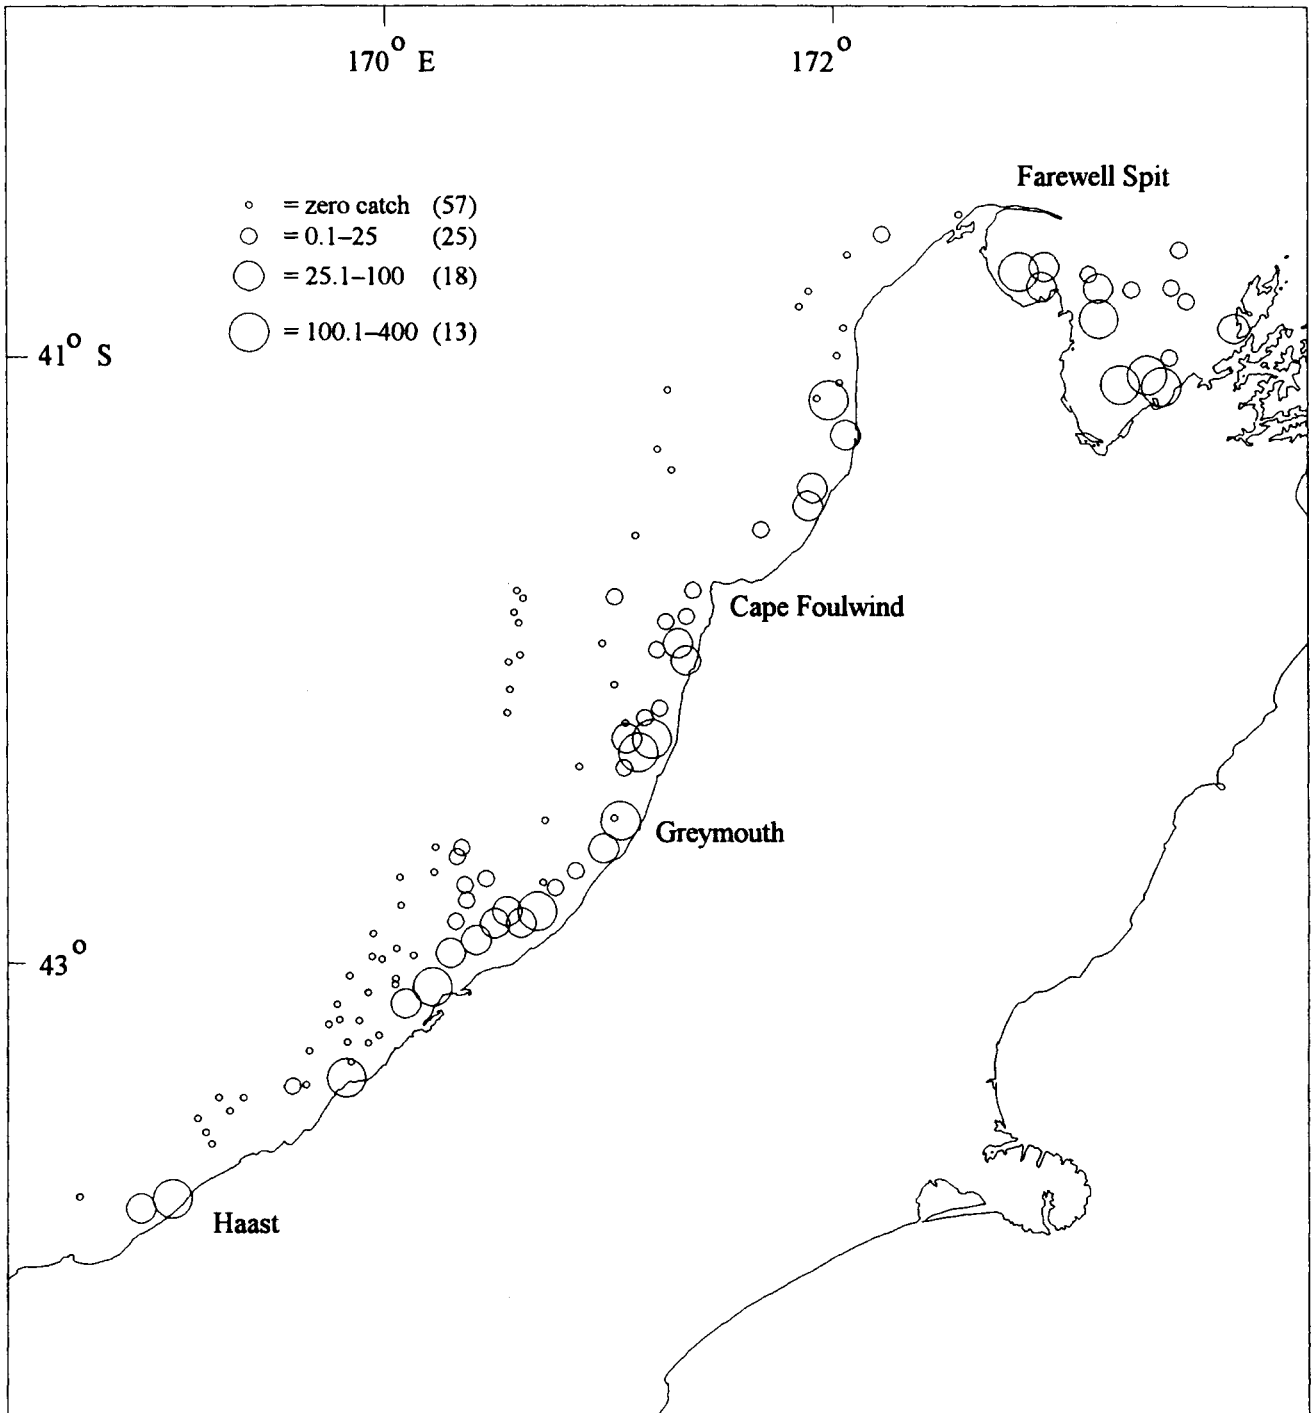 170° E
172°
Farewell Spit
= zero catch (57)
= 0.1–25 (25)
= 25.1–100 (18)
= 100.1–400 (13)
41° S
Cape Foulwind
Greymouth
43°
Haast